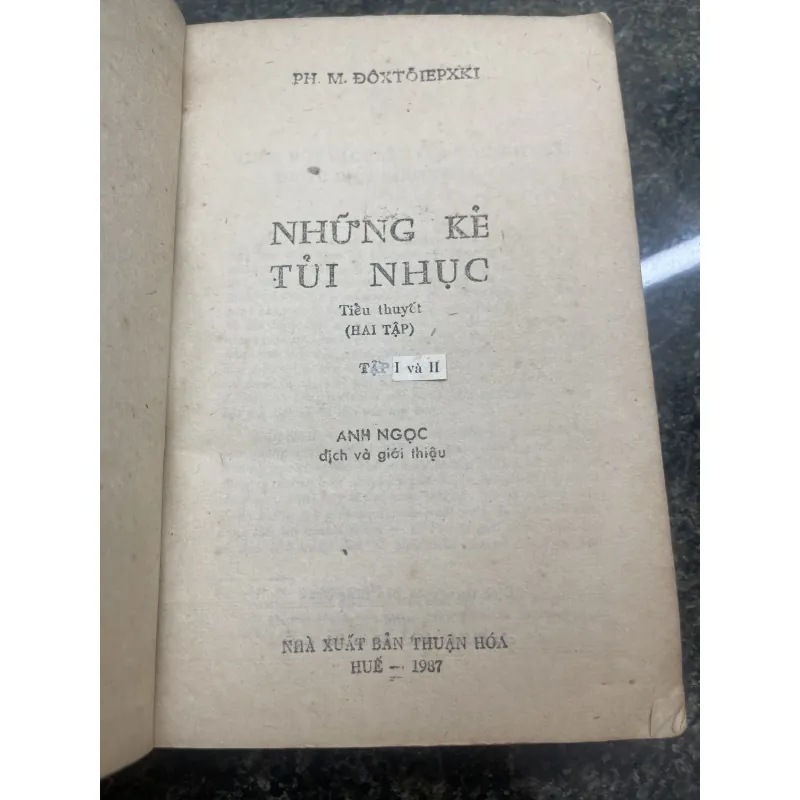 PH. M. ĐÔXTÔIEPXKI
NHỮNG KẺ
TỦI NHỤC
Tiểu thuyết
(HAI TẬP)
TẬP I và II
ANH NGỌC
dịch và giới thiệu
NHÀ XUẤT BẢN THUẬN HÓA
HUẾ — 1987